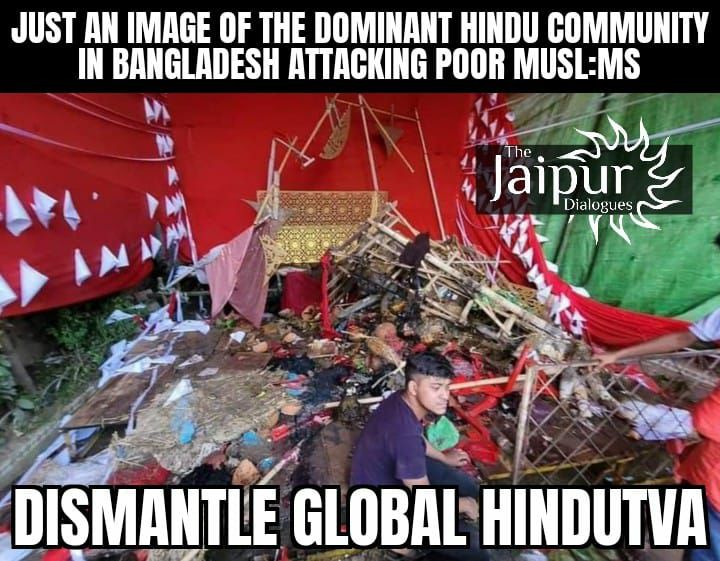 JUST AN IMAGE OF THE DOMINANT HINDU COMMUNITY
IN BANGLADESH ATTACKING POOR MUSL:MS
The
Jaipur
Dialogues
DISMANTLE GLOBAL HINDUTVA